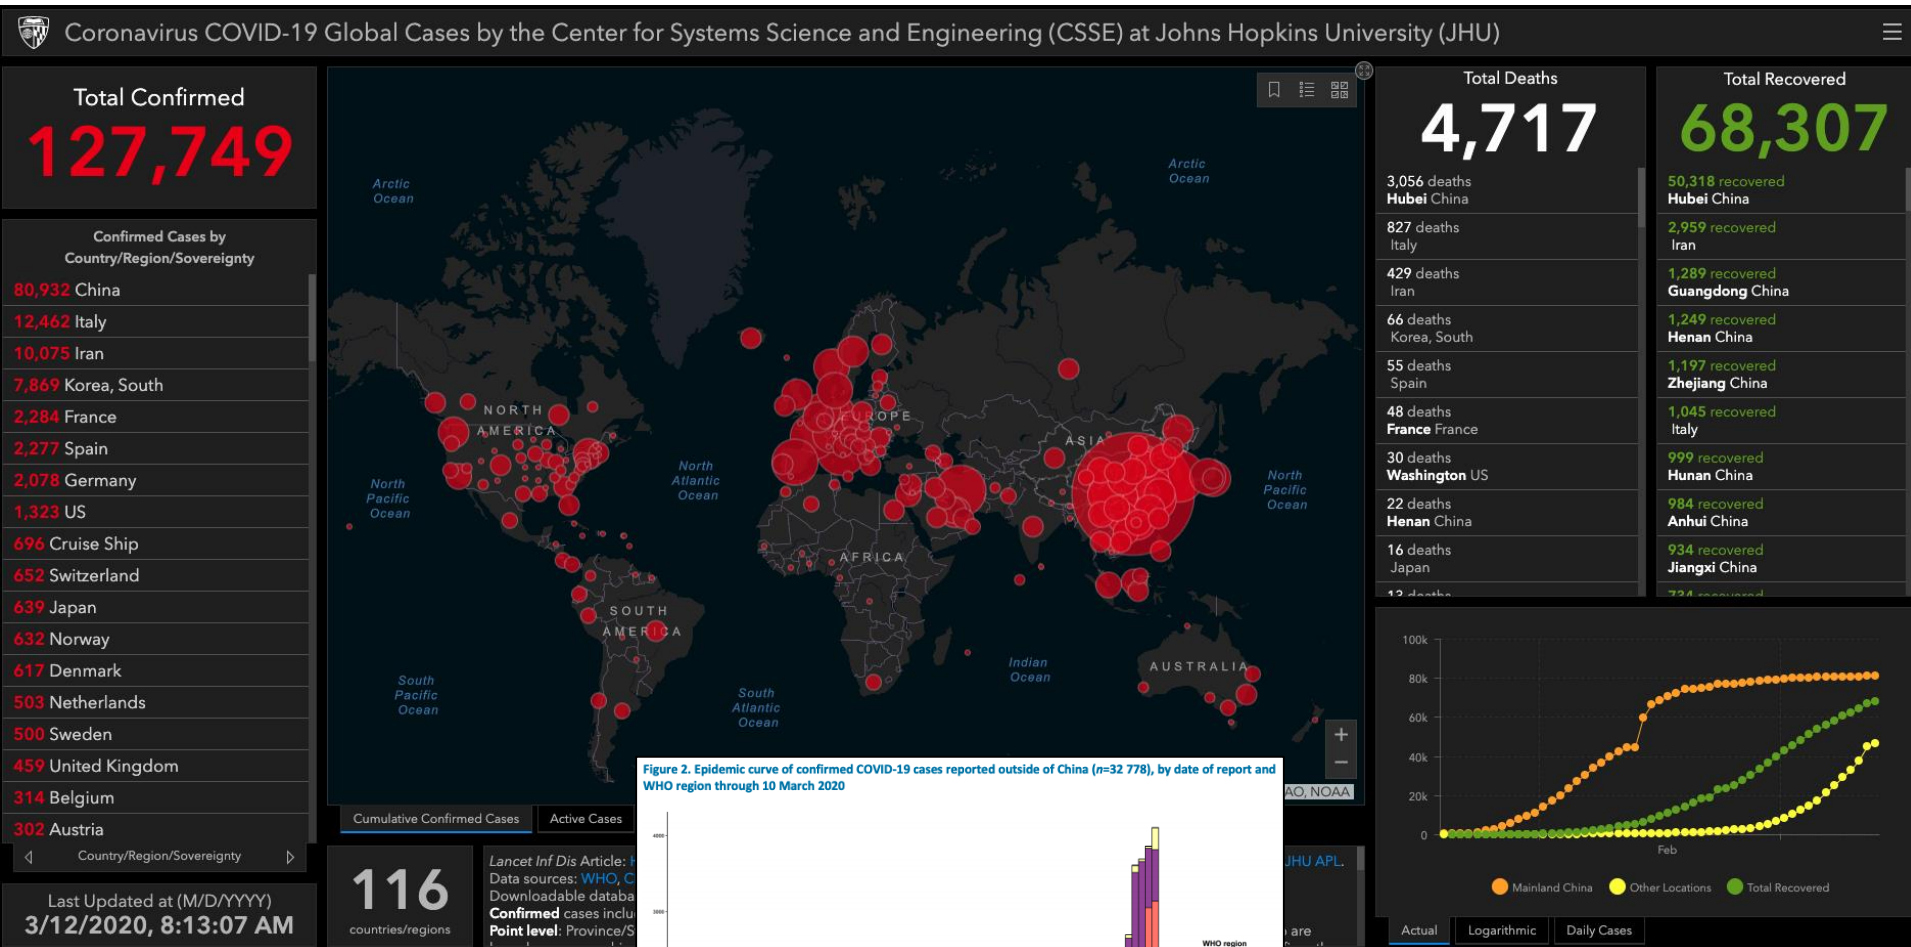 Coronavirus COVID-19 Global Cases by the Center for Systems Science and Engineering (CSSE) at Johns Hopkins University (JHU)
Total Confirmed
127,749
Confirmed Cases by
Country/Region/Sovereignty
80,932 China
12,462 Italy
10,075 Iran
7,869 Korea, South
2,284 France
2,277 Spain
2,078 Germany
1,323 US
696 Cruise Ship
652 Switzerland
639 Japan
632 Norway
617 Denmark
503 Netherlands
500 Sweden
459 United Kingdom
314 Belgium
302 Austria
Country/Region/Sovereignty
Last Updated at (M/D/YYYY)
3/12/2020, 8:13:07 AM
Arctic
Ocean
Arctic
Ocean
NORTH
AMERICA
EUROPE
ASIA
North
Pacific
Ocean
North
Atlantic
Ocean
North
Pacific
Ocean
AFRICA
SOUTH
AMERICA
Indian
Ocean
AUSTRALIA
South
Pacific
Ocean
South
Atlantic
Ocean
AO, NOAA
Cumulative Confirmed Cases
Active Cases
116
countries/regions
Lancet Inf Dis Article:
JHU APL.
Data sources: WHO, C
Downloadable databa
Confirmed cases inclu
Point level: Province/S
are
Figure 2. Epidemic curve of confirmed COVID-19 cases reported outside of China (n=32 778), by date of report and
WHO region through 10 March 2020
4000
3000
WHO region
Total Deaths
4,717
3,056 deaths
Hubei China
827 deaths
Italy
429 deaths
Iran
66 deaths
Korea, South
55 deaths
Spain
48 deaths
France France
30 deaths
Washington US
22 deaths
Henan China
16 deaths
Japan
13 deaths
Total Recovered
68,307
50,318 recovered
Hubei China
2,959 recovered
Iran
1,289 recovered
Guangdong China
1,249 recovered
Henan China
1,197 recovered
Zhejiang China
1,045 recovered
Italy
999 recovered
Hunan China
984 recovered
Anhui China
934 recovered
Jiangxi China
734 recovered
100k
80k
60k
40k
20k
0
Feb
Mainland China
Other Locations
Total Recovered
Actual
Logarithmic
Daily Cases